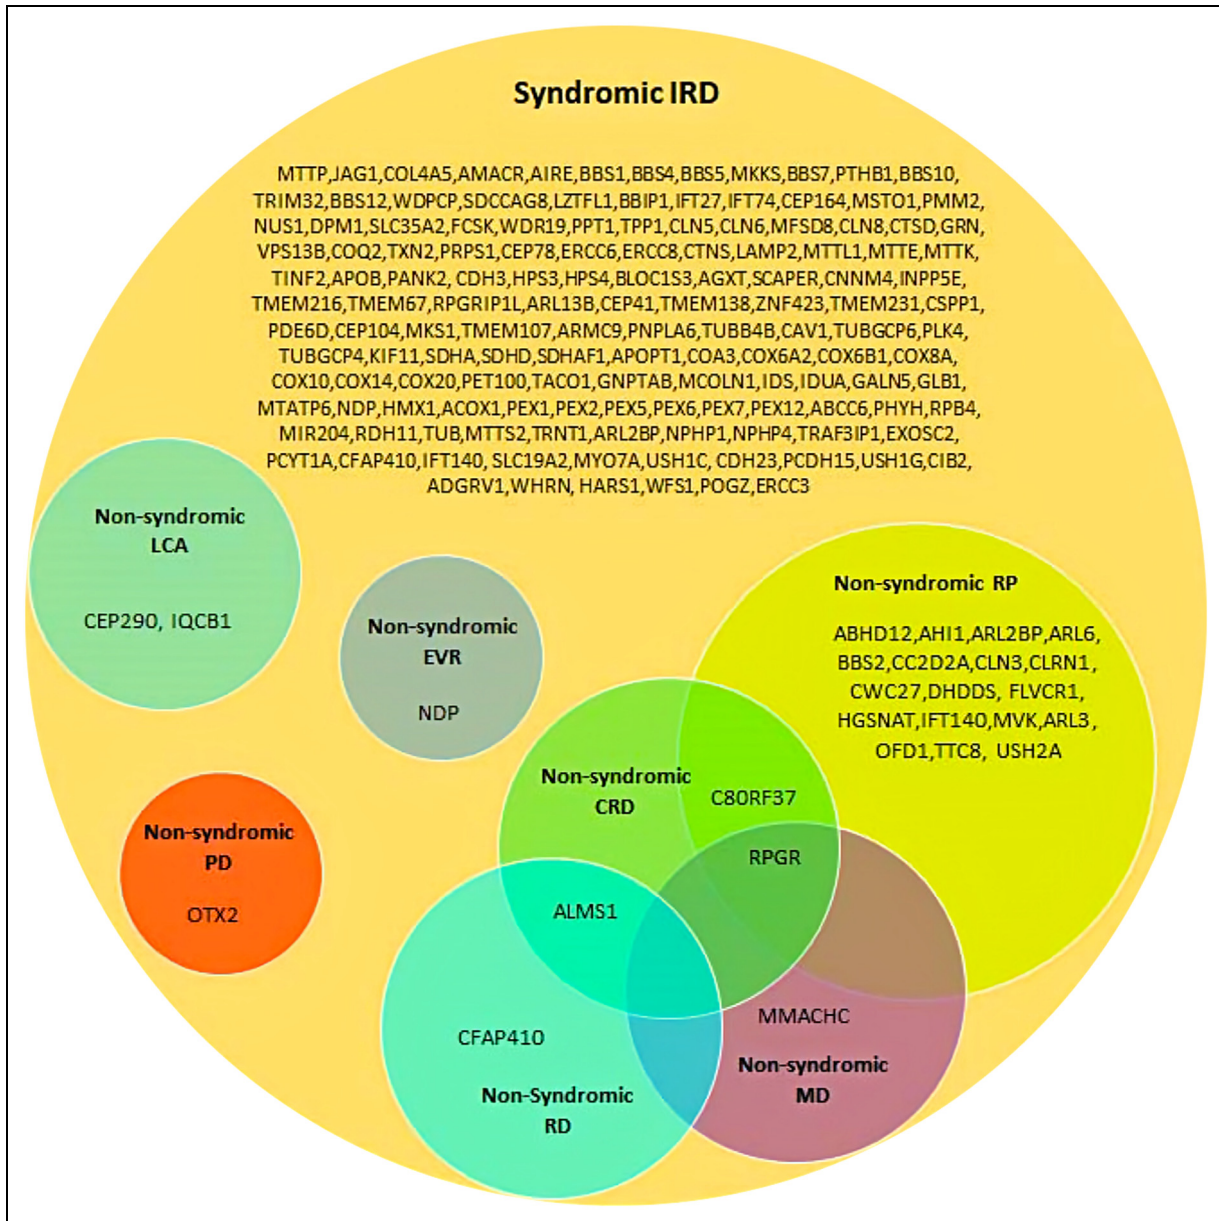 Syndromic IRD
MTTP,JAG1,COL4A5,AMACR,AIRE,BBS1,BBS4,BBS5,MKKS,BBS7,PTHB1,BBS10,
TRIM32,BBS12,WDPCP,SDCCAG8,LZTFL1,BBIP1,IFT27,IFT74,CEP164,MSTO1,PMM2,
NUS1,DPM1,SLC35A2,FCSK,WDR19,PPT1,TPP1,CLN5,CLN6,MFSD8,CLN8,CTSD,GRN,
VPS13B,COQ2,TXN2,PRPS1,CEP78,ERCC6,ERCC8,CTNS,LAMP2,MTTL1,MTTE,MTTK,
TINF2,APOB,PANK2, CDH3,HPS3,HPS4,BLOC1S3,AGXT,SCAPER,CNNM4,INPP5E,
TMEM216,TMEM67,RPGRIP1L,ARL13B,CEP41,TMEM138,ZNF423,TMEM231,CSPP1,
PDE6D,CEP104,MKS1,TMEM107,ARMC9,PNPLA6,TUBB4B,CAV1,TUBGCP6,PLK4,
TUBGCP4,KIF11,SDHA,SDHD,SDHAF1,APOPT1,COA3,COX6A2,COX6B1,COX8A,
COX10,COX14,COX20,PET100,TACO1,GNPTAB,MCOLN1,IDS,IDUA,GALN5,GLB1,
MTATP6,NDP,HMX1,ACOX1,PEX1,PEX2,PEX5,PEX6,PEX7,PEX12,ABCC6,PHYH,RPB4,
MIR204,RDH11,TUB,MTTS2,TRNT1,ARL2BP,NPHP1,NPHP4,TRAF3IP1,EXOSC2,
PCYT1A,CFAP410,IFT140, SLC19A2,MYO7A,USH1C, CDH23,PCDH15,USH1G,CIB2,
ADGRV1,WHRN, HARS1,WFS1,POGZ,ERCC3
Non-syndromic
LCA
CEP290, IQCB1
Non-syndromic
EVR
NDP
Non-syndromic RP
ABHD12,AHI1,ARL2BP,ARL6,
BBS2,CC2D2A,CLN3,CLRN1,
CWC27,DHDDS, FLVCR1,
HGSNAT,IFT140,MVK,ARL3,
OFD1,TTC8, USH2A
Non-syndromic
CRD
C8ORF37
RPGR
Non-syndromic
PD
OTX2
ALMS1
CFAP410
Non-Syndromic
RD
MMACHC
Non-syndromic
MD